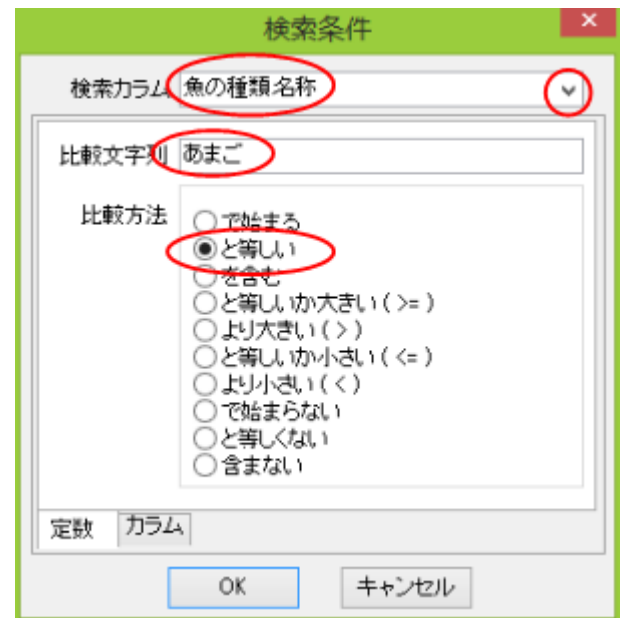 検索条件
検索カラム 魚の種類名称
比較文字列 あまご
比較方法
で始まる
と等しい
を含む
と等しいか大きい(>=)
より大きい(>)
と等しいか小さい(<=)
より小さい(<)
で始まらない
と等しくない
含まない
定数 カラム
OK キャンセル